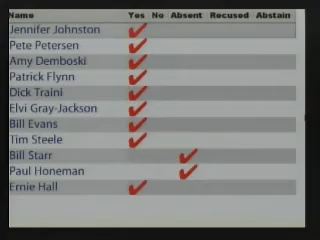 Name Yes No Absent Recused Abstain
Jennifer Johnston
Pete Petersen
Amy Demboski
Patrick Flynn
Dick Traini
Elvi Gray-Jackson
Bill Evans
Tim Steele
Bill Starr
Paul Honeman
Ernie Hall